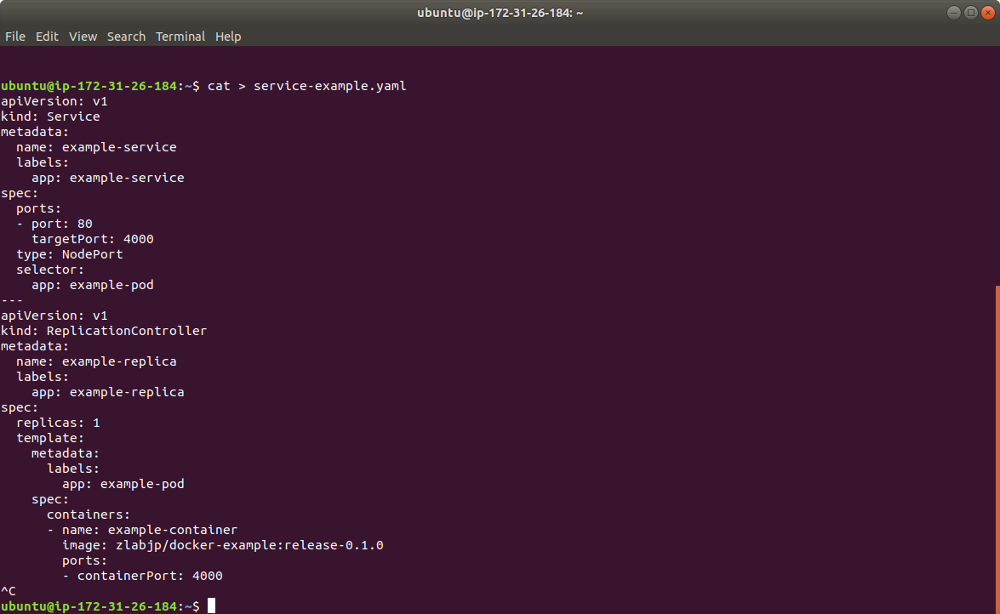 ubuntu@ip-172-31-26-184: ~
File Edit View Search Terminal Help
ubuntu@ip-172-31-26-184:~$ cat > service-example.yaml
apiVersion: v1
kind: Service
metadata:
  name: example-service
  labels:
    app: example-service
spec:
  ports:
  - port: 80
    targetPort: 4000
  type: NodePort
  selector:
    app: example-pod
---
apiVersion: v1
kind: ReplicationController
metadata:
  name: example-replica
  labels:
    app: example-replica
spec:
  replicas: 1
  template:
    metadata:
      labels:
        app: example-pod
    spec:
      containers:
      - name: example-container
        image: zlabjp/docker-example:release-0.1.0
        ports:
        - containerPort: 4000
^C
ubuntu@ip-172-31-26-184:~$